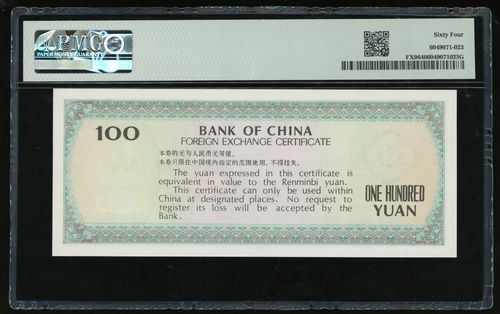 PMG
PAPER MONEY GUARANTY
Sixty Four
6049071-023
FX96406049071023G
100
BANK OF CHINA
FOREIGN EXCHANGE CERTIFICATE
本券的元与人民币元等值。
本券只限在中国境内指定的范围使用，不得挂失。
The yuan expressed in this certificate is
equivalent in value to the Renminbi yuan.
This certificate can only be used within
China at designated places. No request to
register its loss will be accepted by the
Bank.
ONE HUNDRED
YUAN